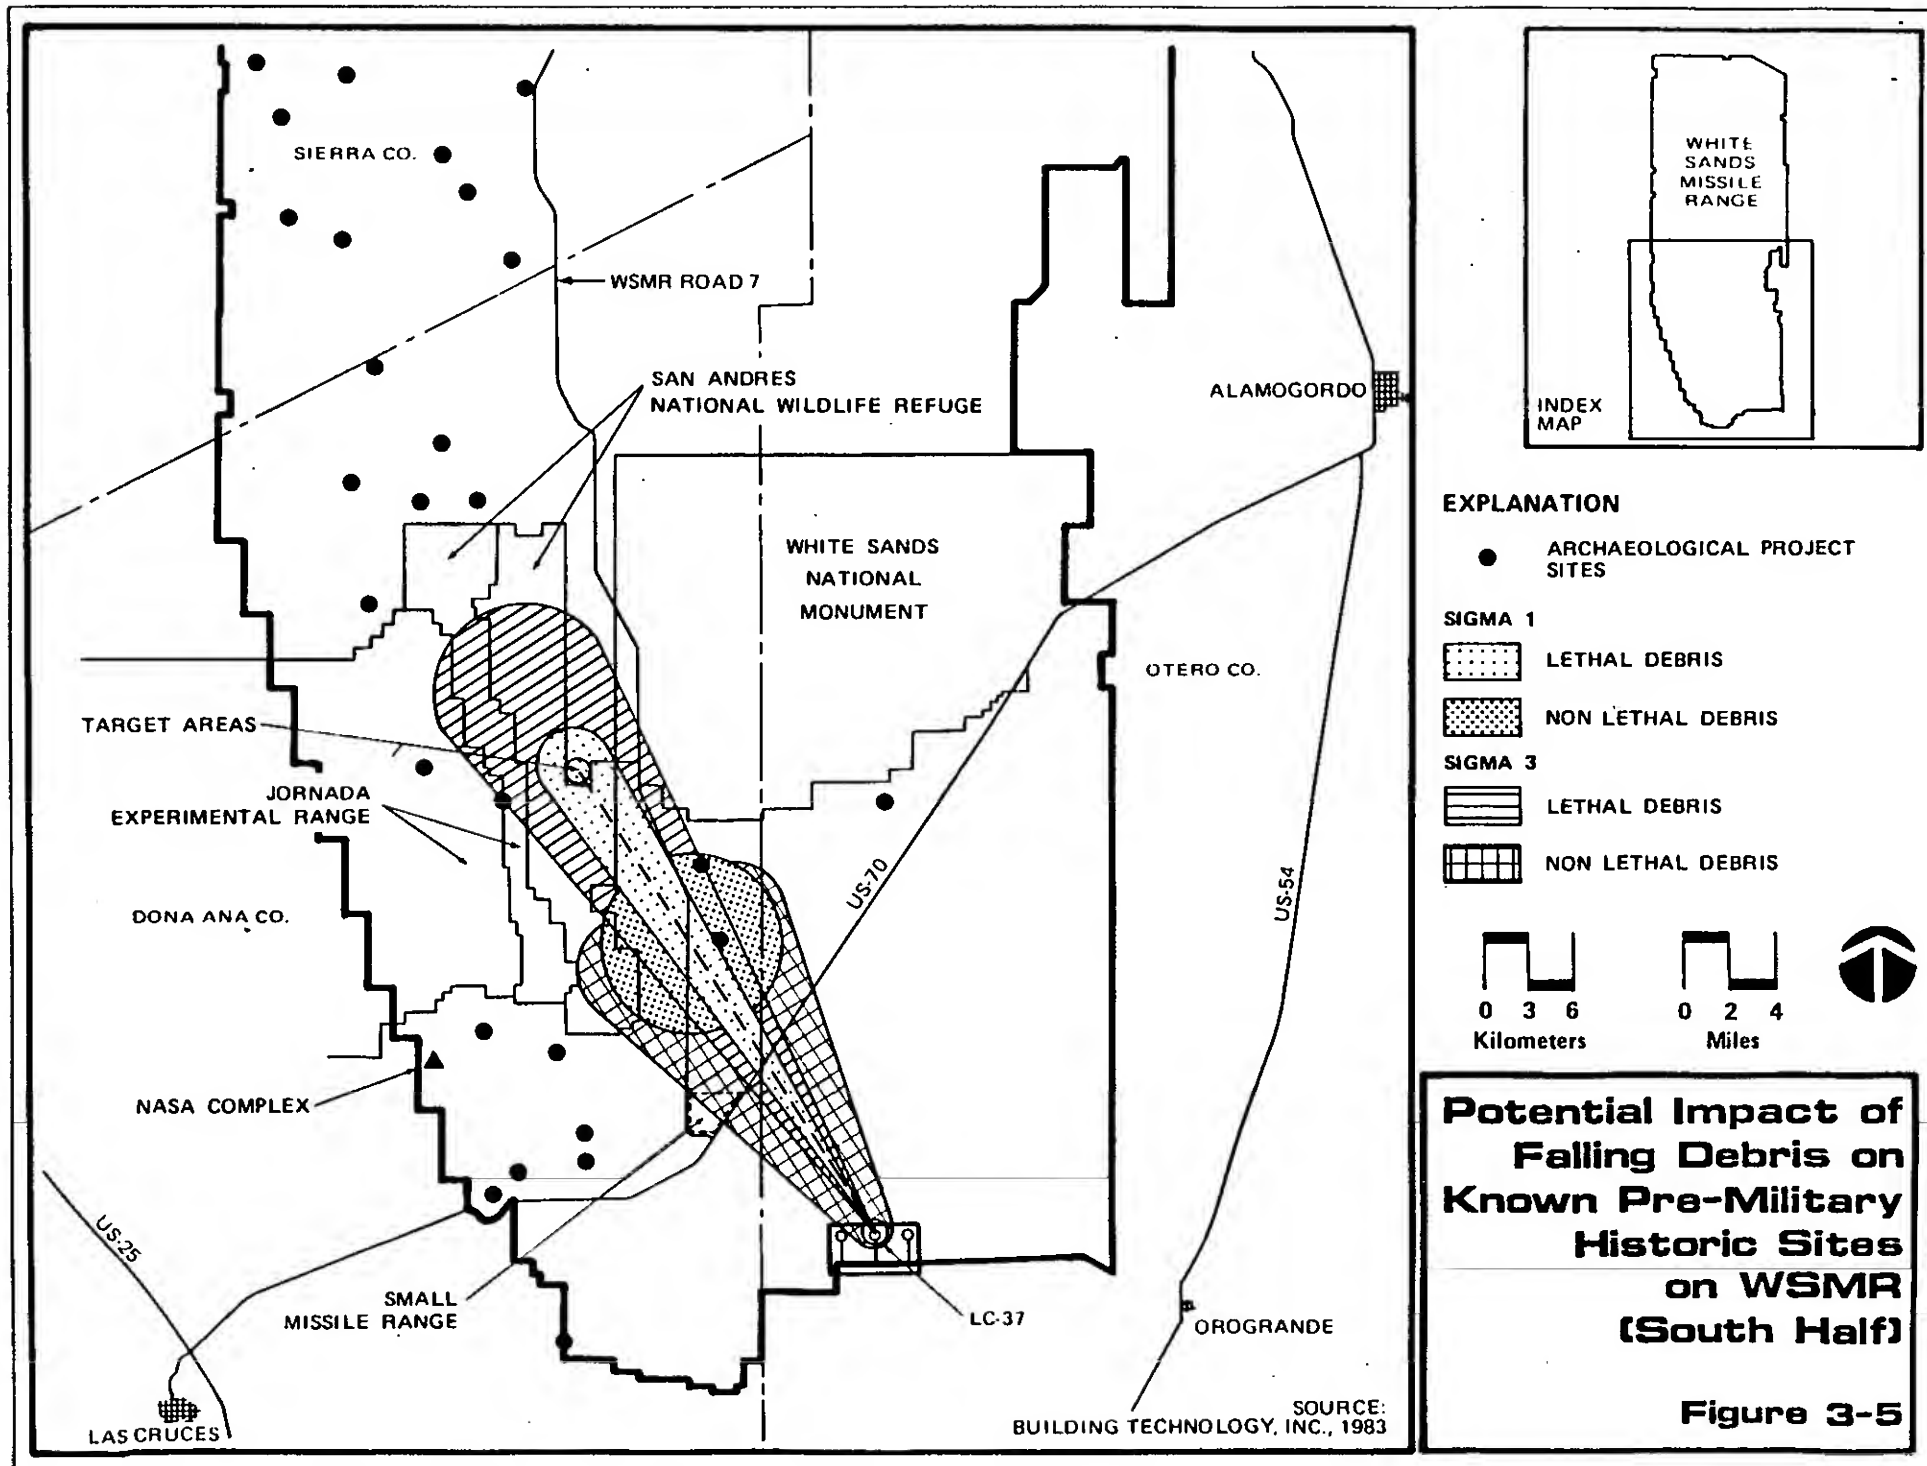 SIERRA CO.
WSMR ROAD 7
SAN ANDRES
NATIONAL WILDLIFE REFUGE
ALAMOGORDO
WHITE SANDS
NATIONAL
MONUMENT
OTERO CO.
TARGET AREAS
JORNADA
EXPERIMENTAL RANGE
DONA ANA CO.
US-70
US-54
NASA COMPLEX
US-25
SMALL
MISSILE RANGE
LC-37
OROGRANDE
LAS CRUCES
SOURCE:
BUILDING TECHNOLOGY, INC., 1983
WHITE
SANDS
MISSILE
RANGE
INDEX
MAP
EXPLANATION
ARCHAEOLOGICAL PROJECT
SITES
SIGMA 1
LETHAL DEBRIS
NON LETHAL DEBRIS
SIGMA 3
LETHAL DEBRIS
NON LETHAL DEBRIS
0 3 6
Kilometers
0 2 4
Miles
Potential Impact of
Falling Debris on
Known Pre-Military
Historic Sites
on WSMR
(South Half)
Figure 3-5